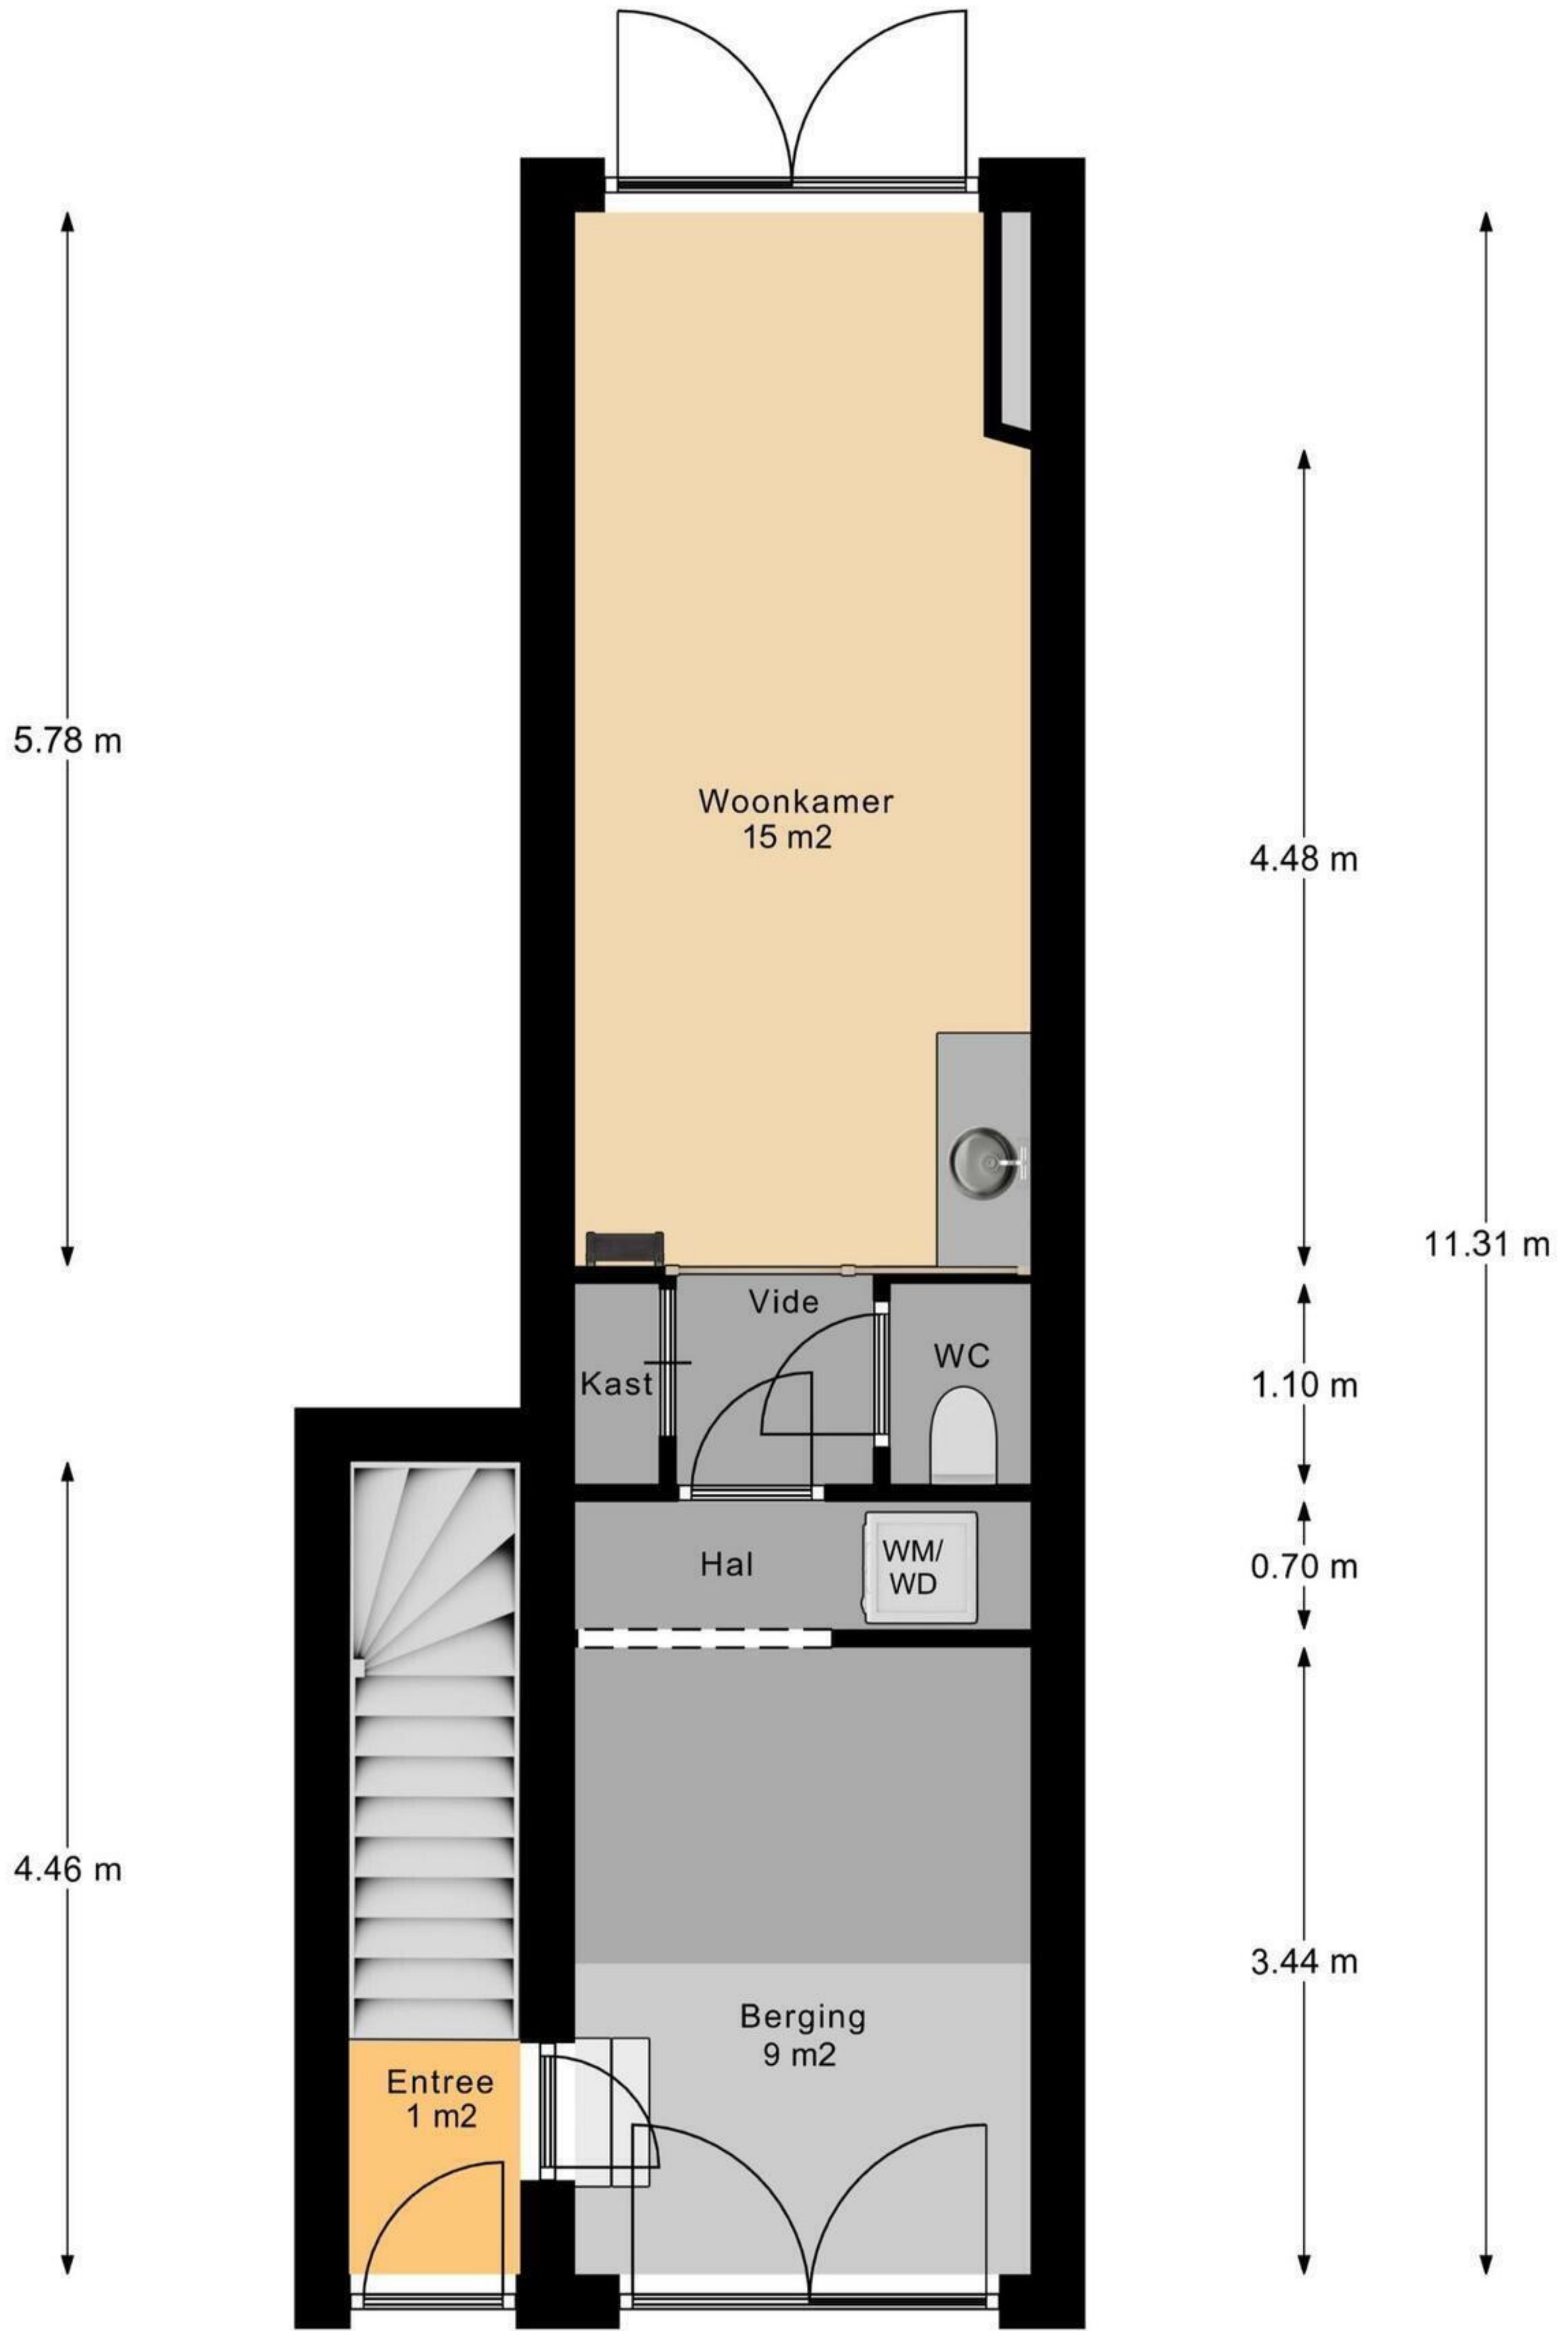 5.78 m
Woonkamer
15 m2
4.48 m
11.31 m
Vide
WC
Kast
1.10 m
Hal
WM/
WD
0.70 m
4.46 m
3.44 m
Berging
9 m2
Entree
1 m2